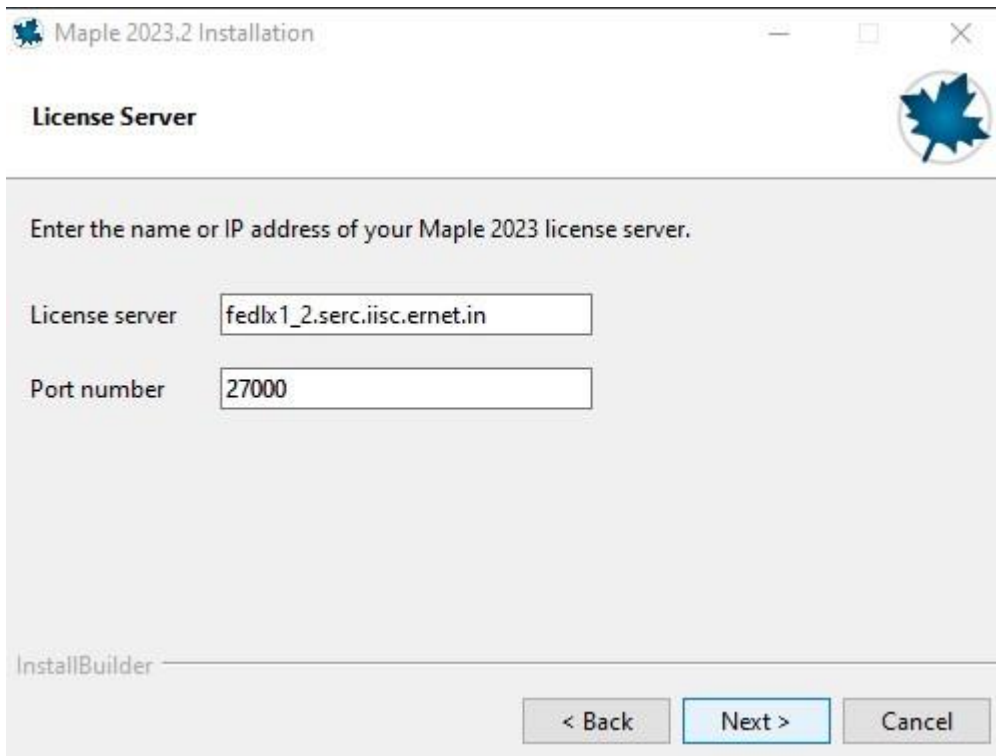 Maple 2023.2 Installation
License Server
Enter the name or IP address of your Maple 2023 license server.
License server fedlx1_2.serc.iisc.ernet.in
Port number 27000
InstallBuilder
< Back Next > Cancel